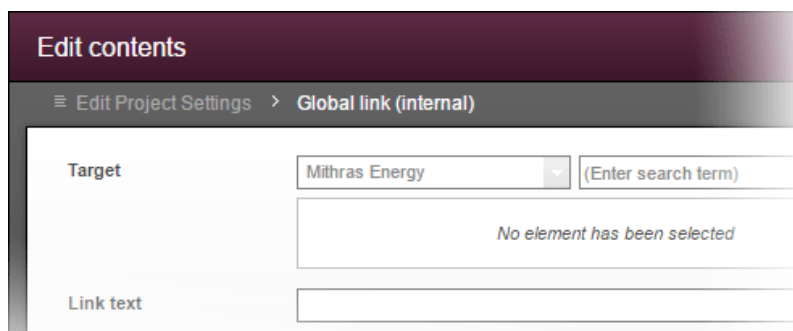 Edit contents
Edit Project Settings > Global link (internal)
Target Mithras Energy (Enter search term)
No element has been selected
Link text